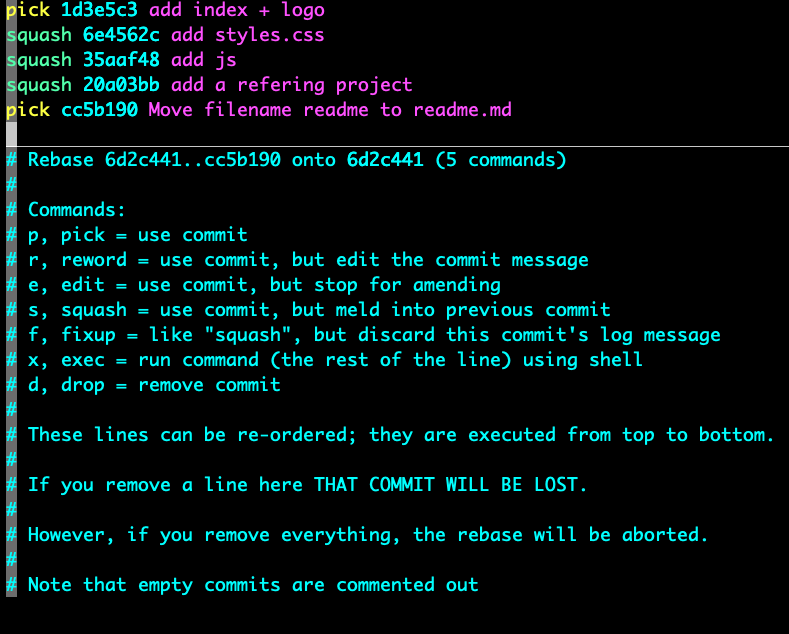 pick 1d3e5c3 add index + logo
squash 6e4562c add styles.css
squash 35aaf48 add js
squash 20a03bb add a refering project
pick cc5b190 Move filename readme to readme.md
# Rebase 6d2c441..cc5b190 onto 6d2c441 (5 commands)
#
# Commands:
# p, pick = use commit
# r, reword = use commit, but edit the commit message
# e, edit = use commit, but stop for amending
# s, squash = use commit, but meld into previous commit
# f, fixup = like "squash", but discard this commit's log message
# x, exec = run command (the rest of the line) using shell
# d, drop = remove commit
#
# These lines can be re-ordered; they are executed from top to bottom.
#
# If you remove a line here THAT COMMIT WILL BE LOST.
#
# However, if you remove everything, the rebase will be aborted.
#
# Note that empty commits are commented out